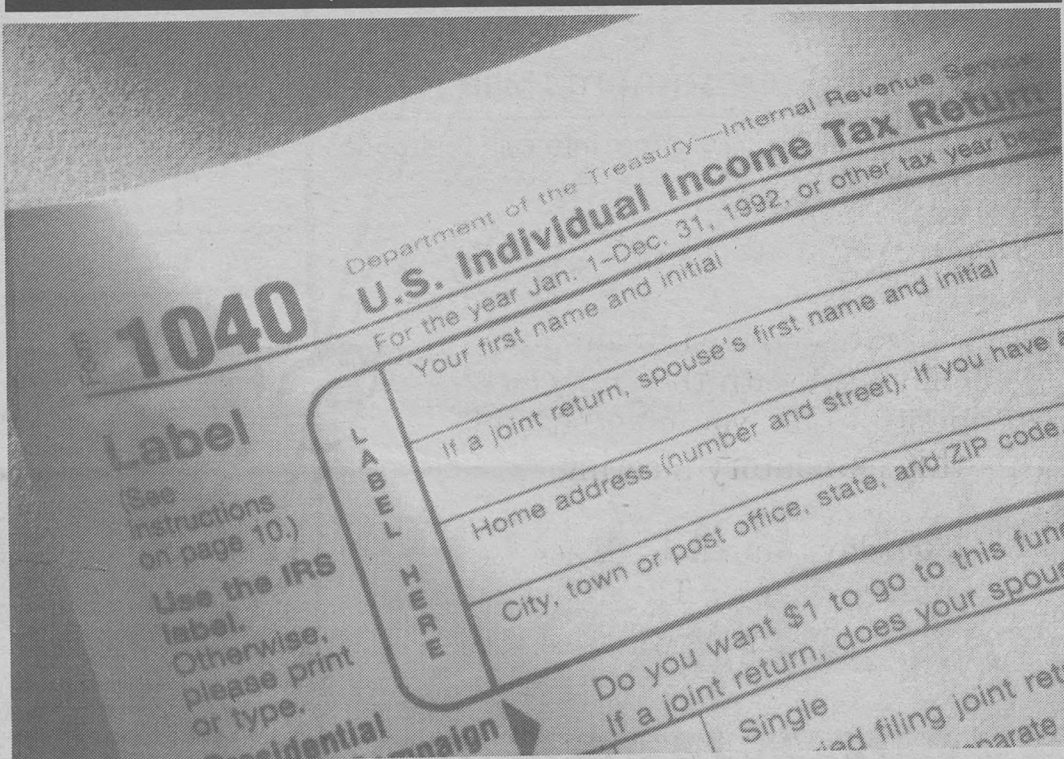 Department of the Treasury—Internal Revenue Service
Form 1040 U.S. Individual Income Tax Return
For the year Jan. 1–Dec. 31, 1992, or other tax year
Label
(See
instructions
on page 10.)
Use the IRS
label.
Otherwise,
please print
or type.
LABEL HERE
Your first name and initial
If a joint return, spouse's first name and initial
Home address (number and street). If you have a
City, town or post office, state, and ZIP code.
Campaign
Do you want $1 to go to this
If a joint return, does your
Single
filing joint